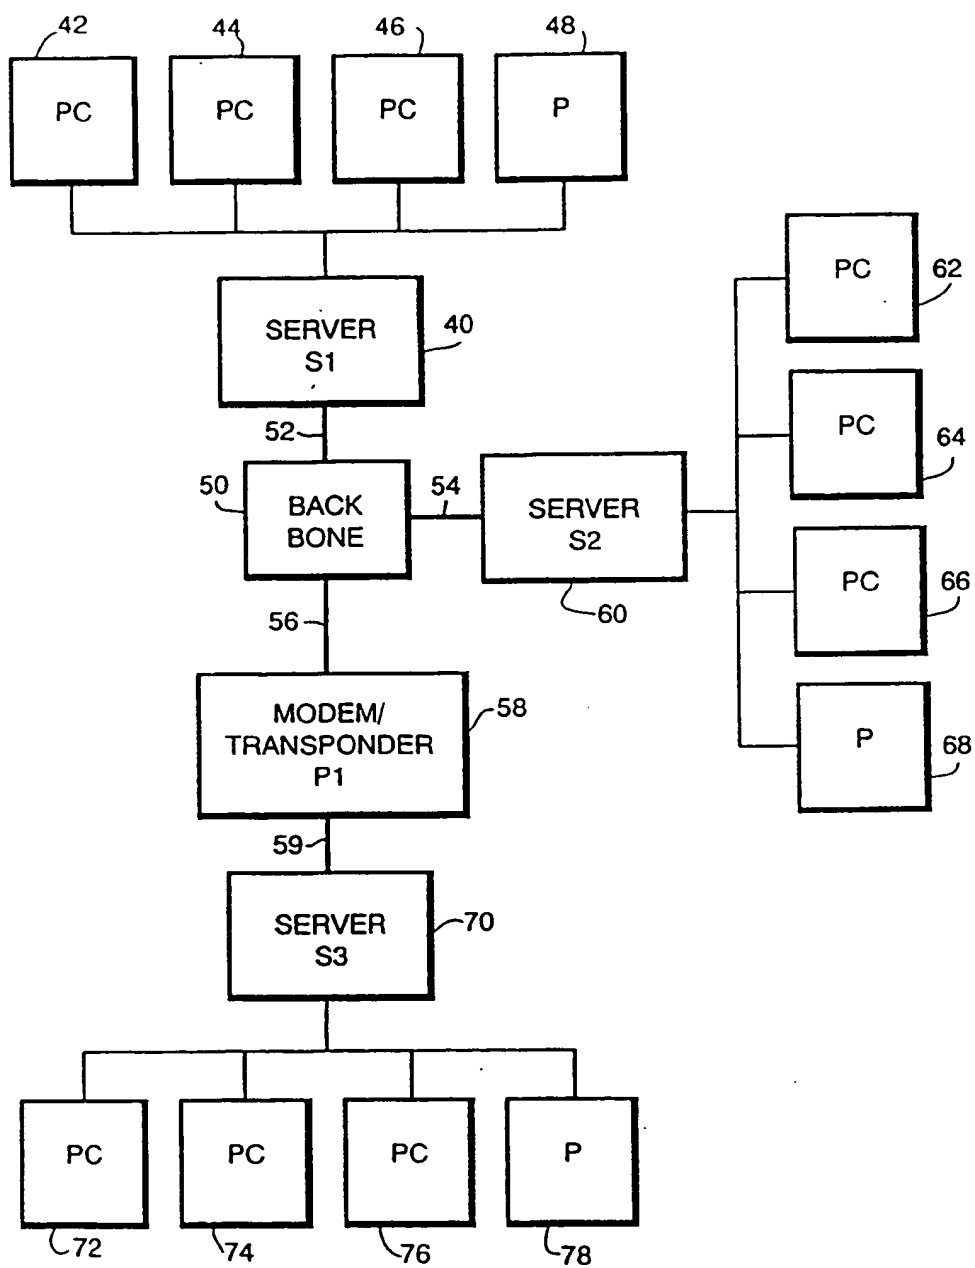 42
44
46
48
PC
PC
PC
P
SERVER
S1
40
52
50
BACK
BONE
54
SERVER
S2
60
PC
62
PC
64
PC
66
P
68
56
MODEM/
TRANSPONDER
P1
58
59
SERVER
S3
70
PC
PC
PC
P
72
74
76
78